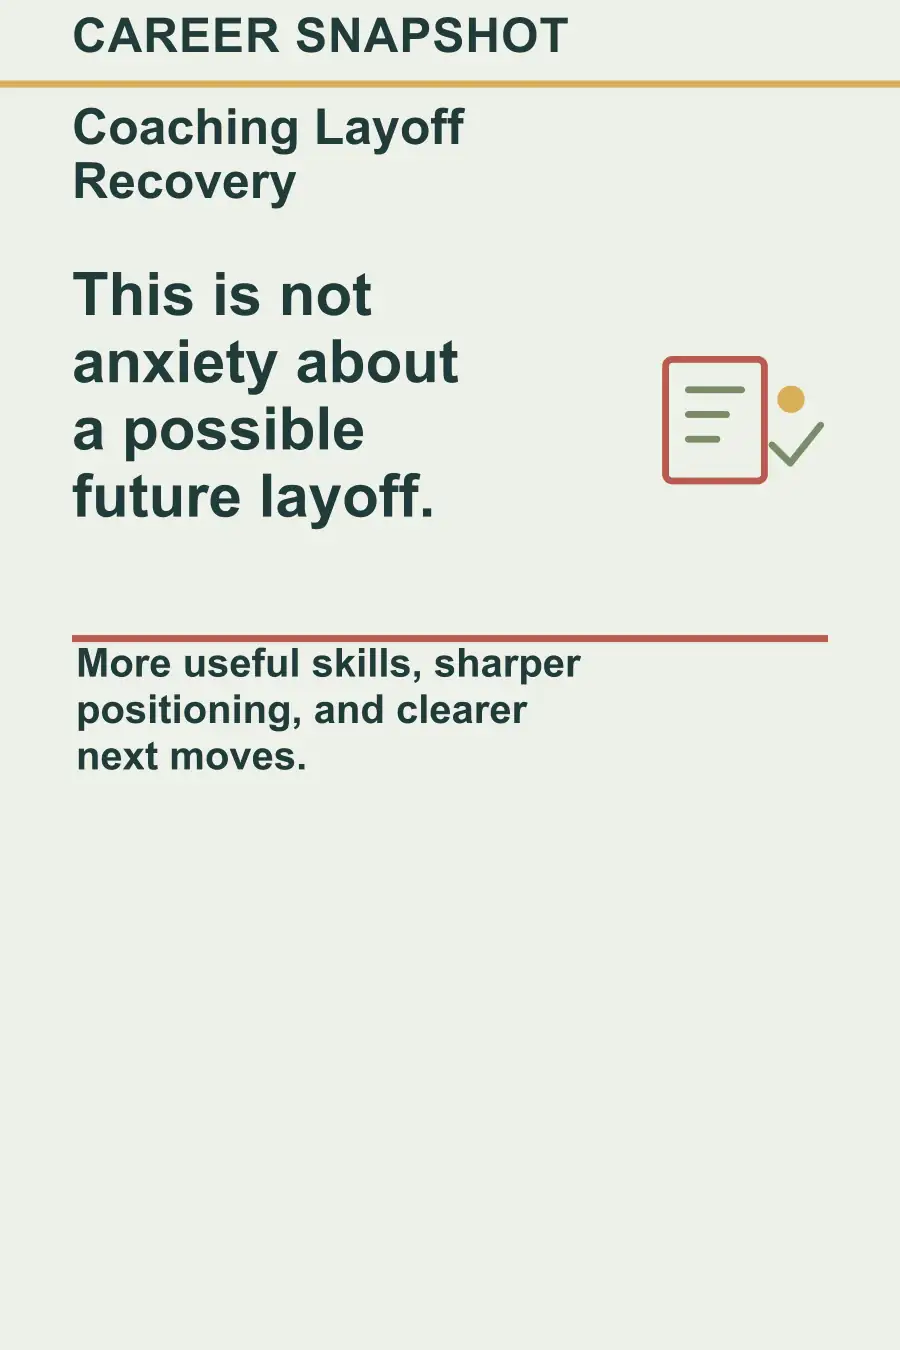 CAREER SNAPSHOT
Coaching Layoff
Recovery
This is not
anxiety about
a possible
future layoff.
More useful skills, sharper
positioning, and clearer
next moves.